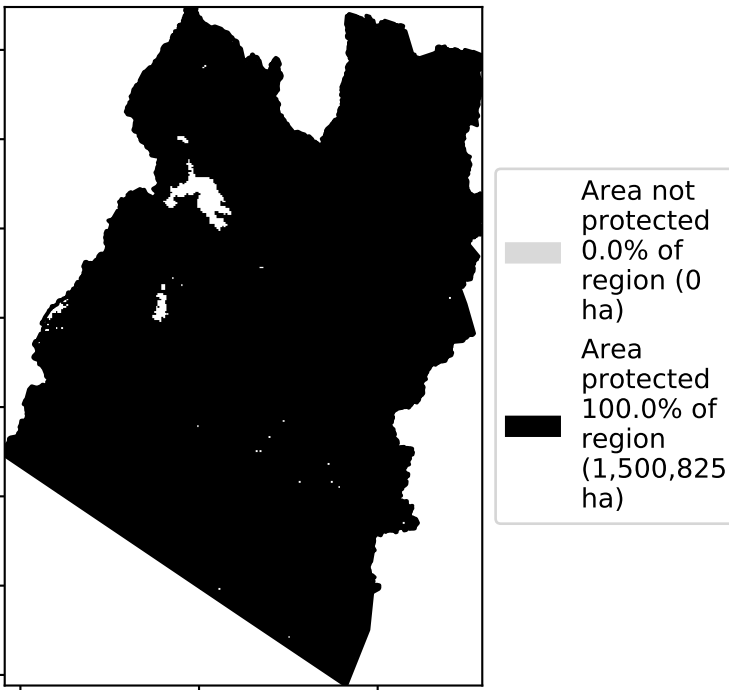 Area not
protected
0.0% of
region (0
ha)
Area
protected
100.0% of
region
(1,500,825
ha)